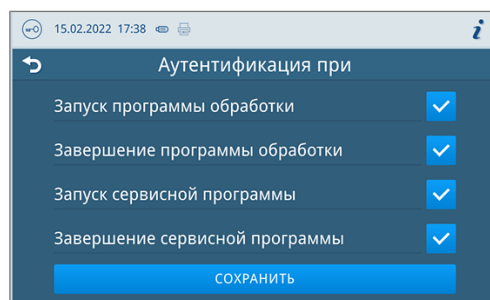 15.02.2022 17:38 i
Аутентификация при
Запуск программы обработки
Завершение программы обработки
Запуск сервисной программы
Завершение сервисной программы
СОХРАНИТЬ